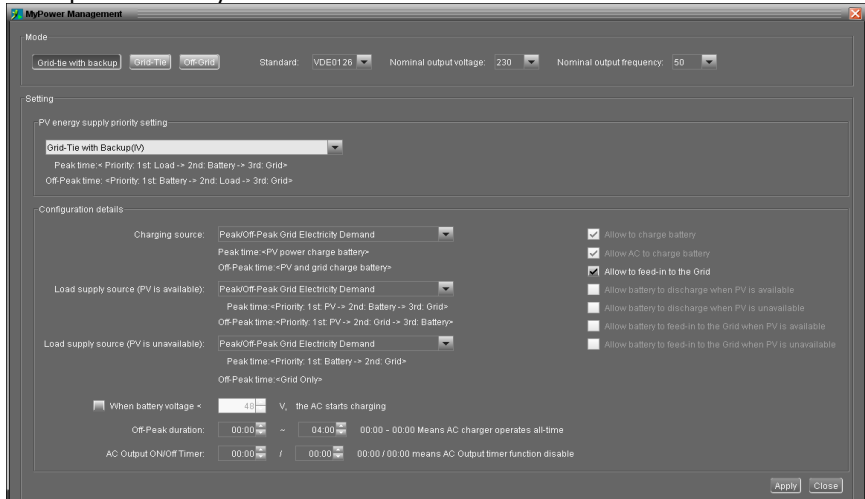 MyPower Management
Mode
Grid-tie with backup Grid-Tie Off-Grid Standard: VDE0126 Nominal output voltage: 230 Nominal output frequency: 50
Setting
PV energy supply priority setting
Grid-Tie with Backup(IV)
Peak time:< Priority: 1st: Load -> 2nd: Battery -> 3rd: Grid>
Off-Peak time: <Priority: 1st: Battery -> 2nd: Load -> 3rd: Grid>
Configuration details
Charging source: Peak/Off-Peak Grid Electricity Demand Allow to charge battery
Peak time:<PV power charge battery> Allow AC to charge battery
Off-Peak time:<PV and grid charge battery> Allow to feed-in to the Grid
Load supply source (PV is available): Peak/Off-Peak Grid Electricity Demand Allow battery to discharge when PV is available
Peak time:<Priority: 1st: PV-> 2nd: Battery -> 3rd: Grid> Allow battery to discharge when PV is unavailable
Off-Peak time:<Priority: 1st: PV -> 2nd: Grid -> 3rd: Battery> Allow battery to feed-in to the Grid when PV is available
Load supply source (PV is unavailable): Peak/Off-Peak Grid Electricity Demand Allow battery to feed-in to the Grid when PV is unavailable
Peak time:<Priority: 1st: Battery -> 2nd: Grid>
Off-Peak time:<Grid Only>
When battery voltage < 48 V, the AC starts charging
Off-Peak duration: 00:00 ~ 04:00 00:00 - 00:00 Means AC charger operates all-time
AC Output ON/Off Timer: 00:00 / 00:00 00:00 / 00:00 means AC Output timer function disable
Apply Close